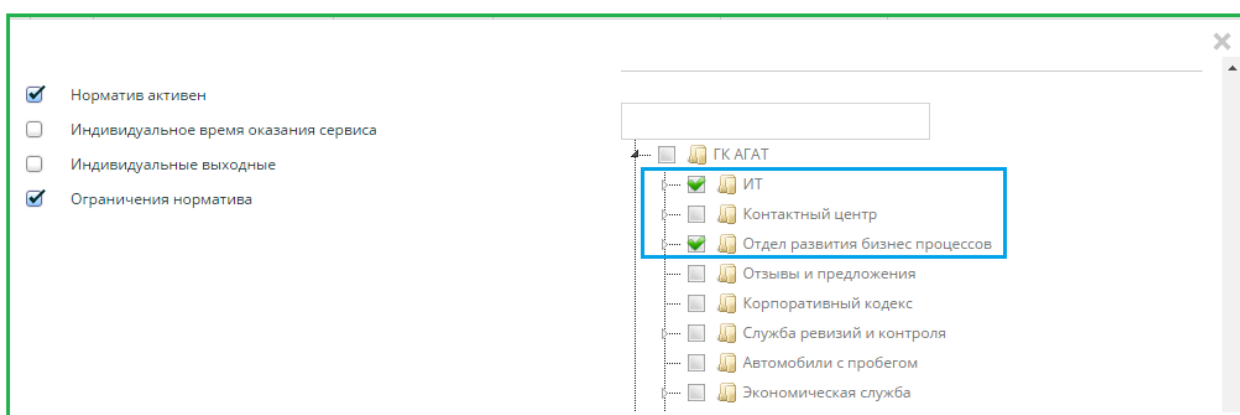 Норматив активен
Индивидуальное время оказания сервиса
Индивидуальные выходные
Ограничения норматива
ГК АГАТ
ИТ
Контактный центр
Отдел развития бизнес процессов
Отзывы и предложения
Корпоративный кодекс
Служба ревизий и контроля
Автомобили с пробегом
Экономическая служба